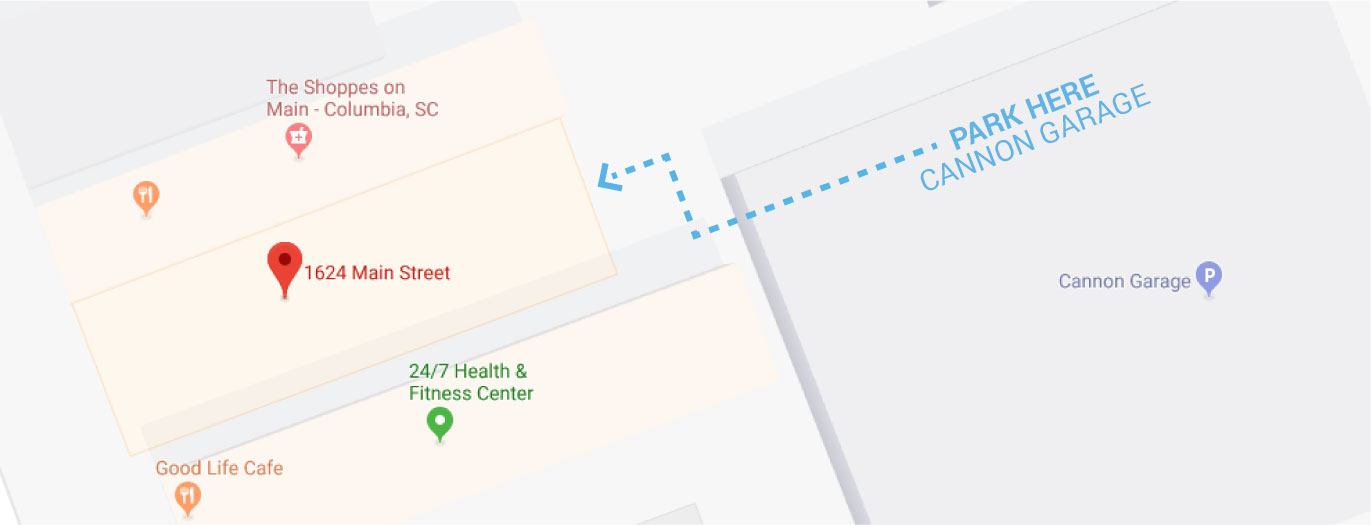 The Shoppes on
Main - Columbia, SC
PARK HERE
CANNON GARAGE
1624 Main Street
Cannon Garage
P
24/7 Health &
Fitness Center
Good Life Cafe